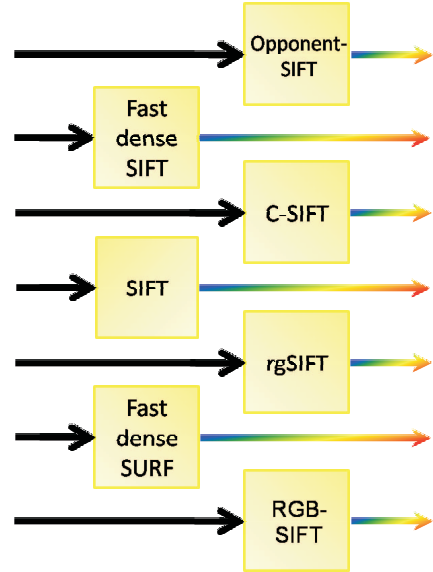 Opponent-
SIFT
Fast
dense
SIFT
C-SIFT
SIFT
rgSIFT
Fast
dense
SURF
RGB-
SIFT